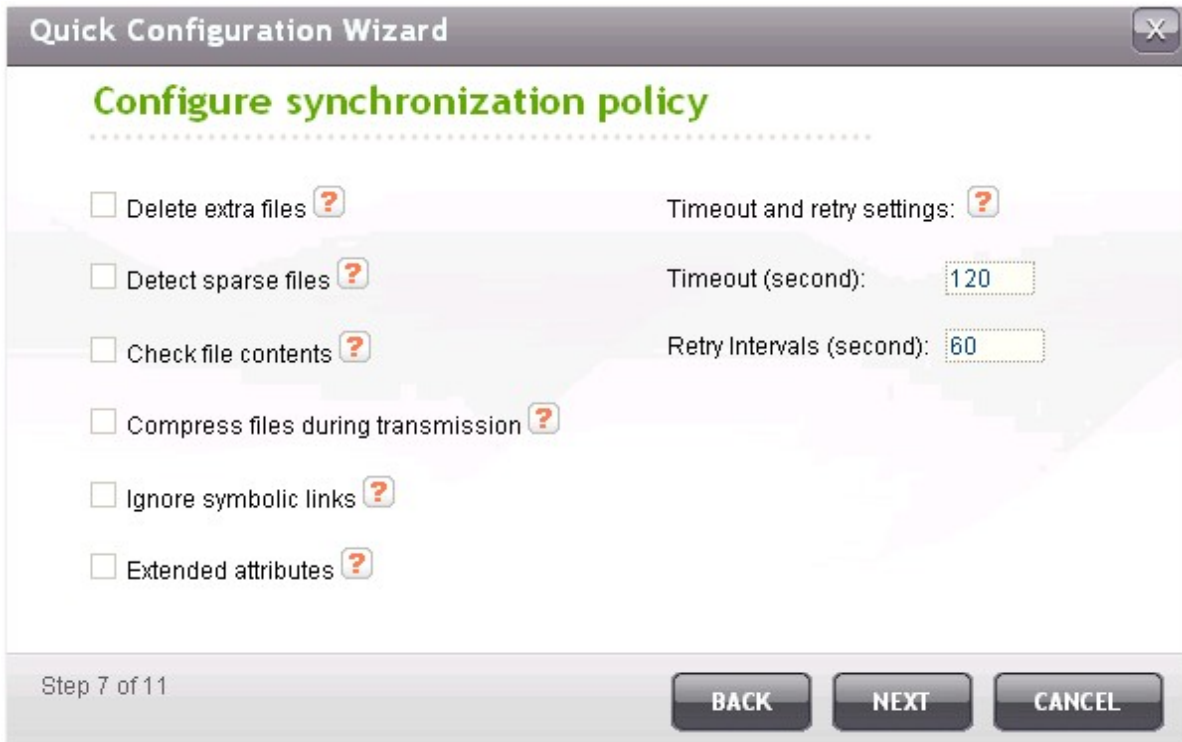 Quick Configuration Wizard
X
Configure synchronization policy
Delete extra files ?
Detect sparse files ?
Check file contents ?
Compress files during transmission ?
Ignore symbolic links ?
Extended attributes ?
Timeout and retry settings: ?
Timeout (second): 120
Retry Intervals (second): 60
Step 7 of 11
BACK NEXT CANCEL